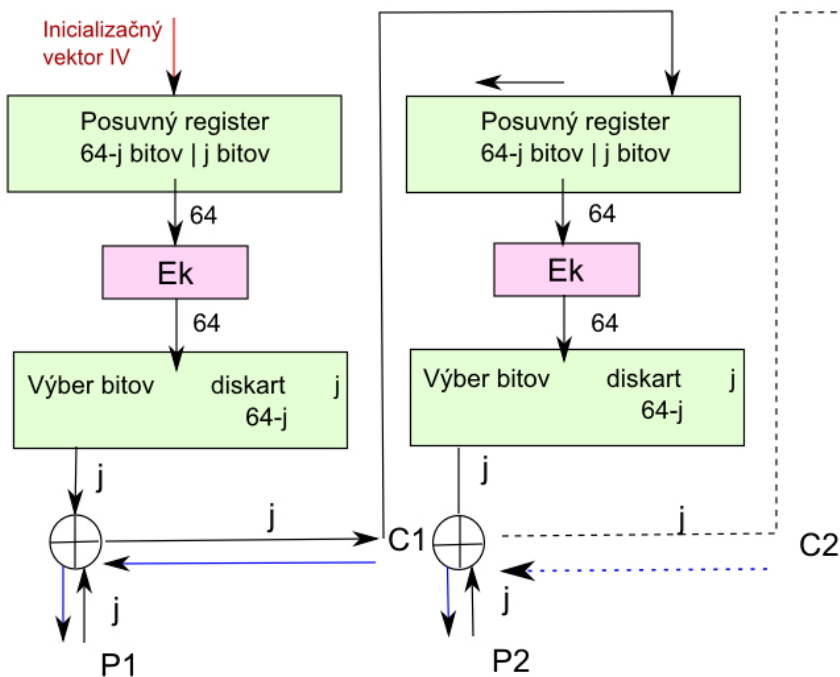 Inicializačný
vektor IV
Posuvný register
64-j bitov | j bitov
64
Ek
64
Výber bitov diskart j
64-j
j
j
C1
j
P1
Posuvný register
64-j bitov | j bitov
64
Ek
64
Výber bitov diskart j
64-j
j
j
C2
j
P2